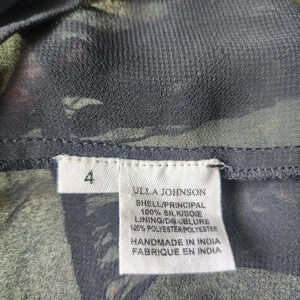 4
ULLA JOHNSON
SHELL/PRINCIPAL
100% SILK/SOIE
LINING/DOUBLURE
100% POLYESTER/POLYESTER
HANDMADE IN INDIA
FABRIQUE EN INDIA